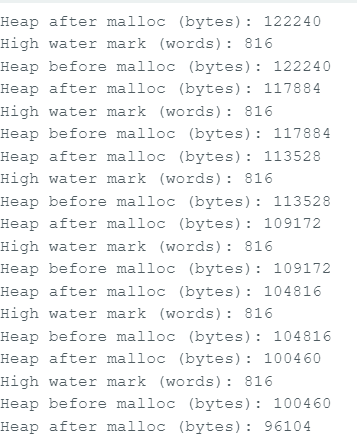 Heap after malloc (bytes): 122240
High water mark (words): 816
Heap before malloc (bytes): 122240
Heap after malloc (bytes): 117884
High water mark (words): 816
Heap before malloc (bytes): 117884
Heap after malloc (bytes): 113528
High water mark (words): 816
Heap before malloc (bytes): 113528
Heap after malloc (bytes): 109172
High water mark (words): 816
Heap before malloc (bytes): 109172
Heap after malloc (bytes): 104816
High water mark (words): 816
Heap before malloc (bytes): 104816
Heap after malloc (bytes): 100460
High water mark (words): 816
Heap before malloc (bytes): 100460
Heap after malloc (bytes): 96104